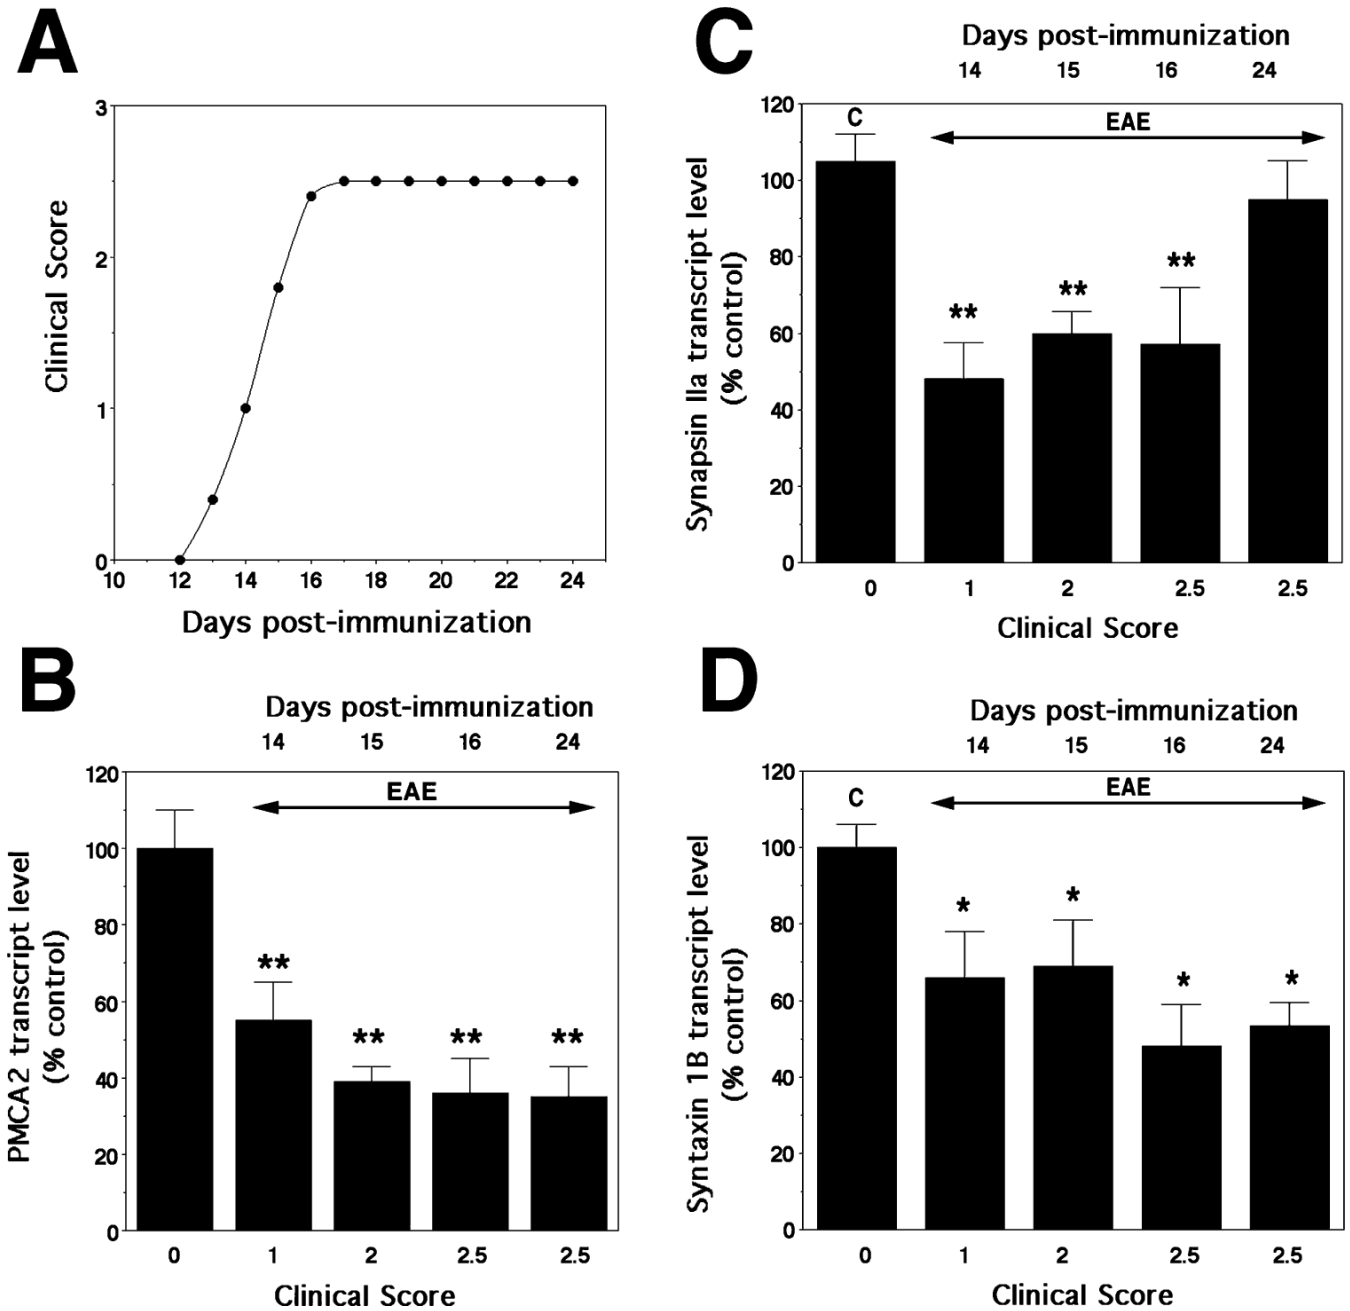 A
3
2
1
0
Clinical Score
10 12 14 16 18 20 22 24
Days post-immunization
B
Days post-immunization
14 15 16 24
EAE
120
100
80
60
40
20
0
PMCA2 transcript level
(% control)
**
**
**
**
0 1 2 2.5 2.5
Clinical Score
C
Days post-immunization
14 15 16 24
C
EAE
120
100
80
60
40
20
0
Synapsin IIa transcript level
(% control)
**
**
**
0 1 2 2.5 2.5
Clinical Score
D
Days post-immunization
14 15 16 24
C
EAE
120
100
80
60
40
20
0
Syntaxin 1B transcript level
(% control)
*
*
*
*
0 1 2 2.5 2.5
Clinical Score